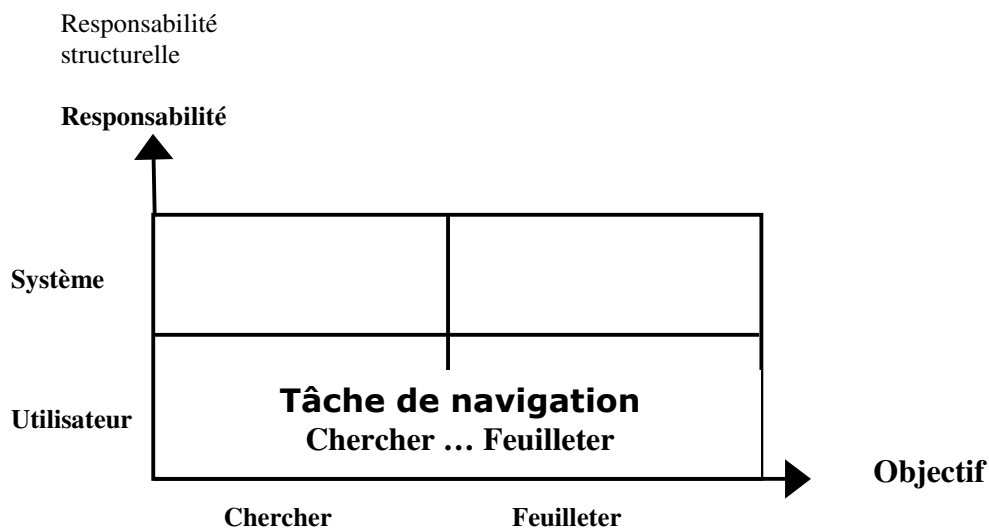 Responsabilité
structurelle
Responsabilité
Système
Utilisateur
Tâche de navigation
Chercher … Feuilleter
Objectif
Chercher
Feuilleter